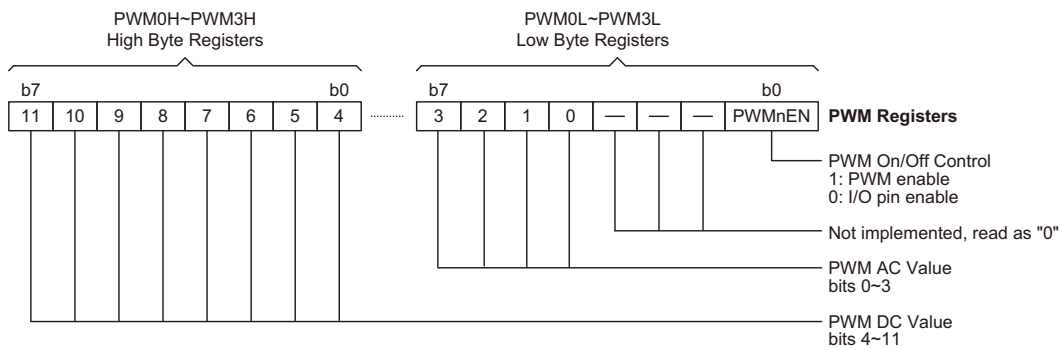 PWM0H~PWM3H
High Byte Registers
PWM0L~PWM3L
Low Byte Registers
b7 b0 b7 b0
11 10 9 8 7 6 5 4 3 2 1 0 — — — PWMnEN PWM Registers
PWM On/Off Control
1: PWM enable
0: I/O pin enable
Not implemented, read as "0"
PWM AC Value
bits 0~3
PWM DC Value
bits 4~11